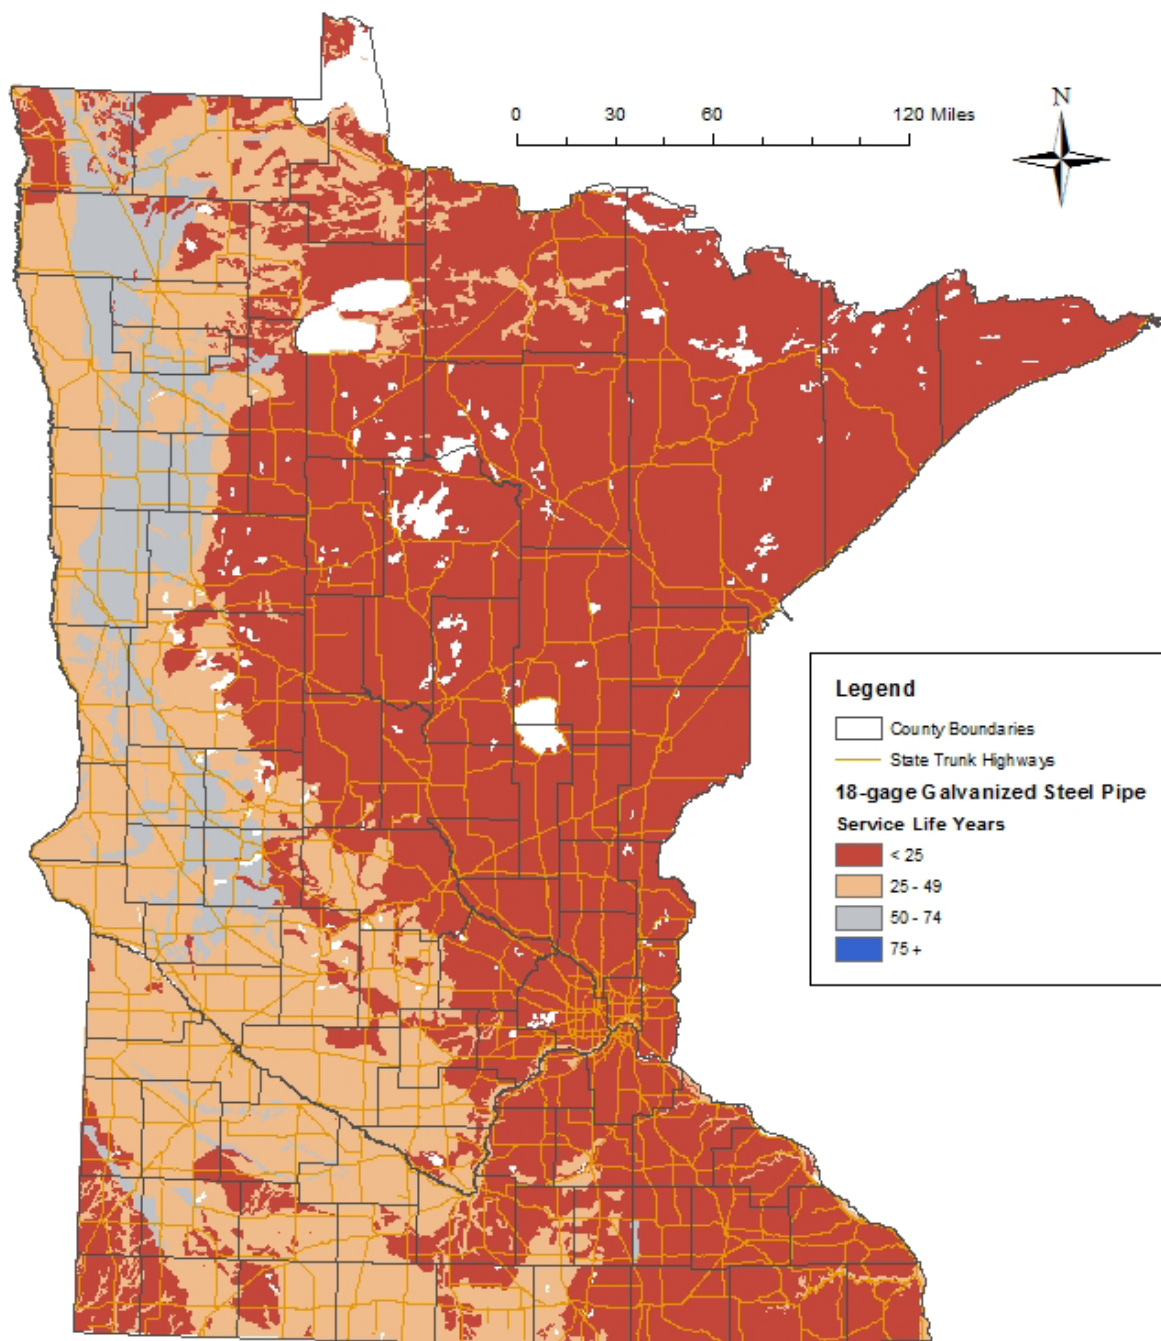 N
0 30 60 120 Miles
Legend
County Boundaries
State Trunk Highways
18-gage Galvanized Steel Pipe
Service Life Years
< 25
25 - 49
50 - 74
75 +